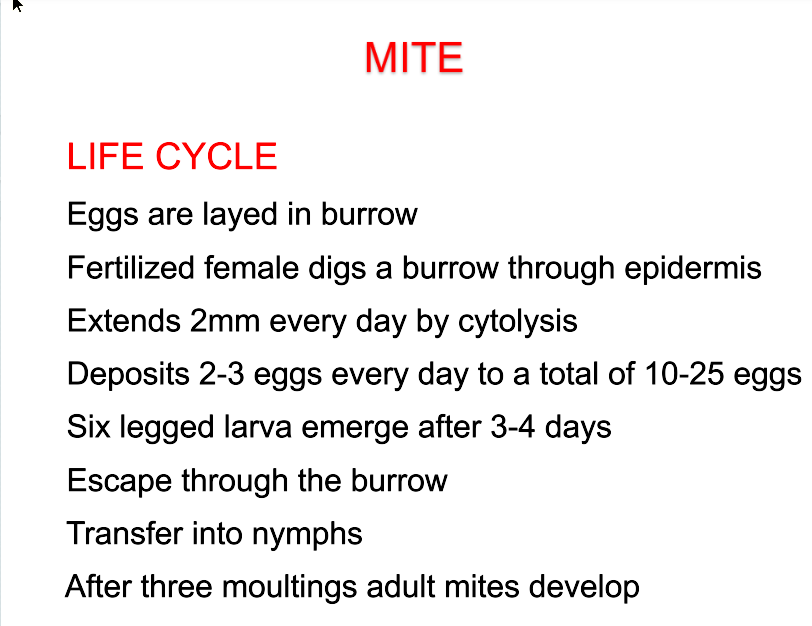 MITE
LIFE CYCLE
Eggs are layed in burrow
Fertilized female digs a burrow through epidermis
Extends 2mm every day by cytolysis
Deposits 2-3 eggs every day to a total of 10-25 eggs
Six legged larva emerge after 3-4 days
Escape through the burrow
Transfer into nymphs
After three moultings adult mites develop